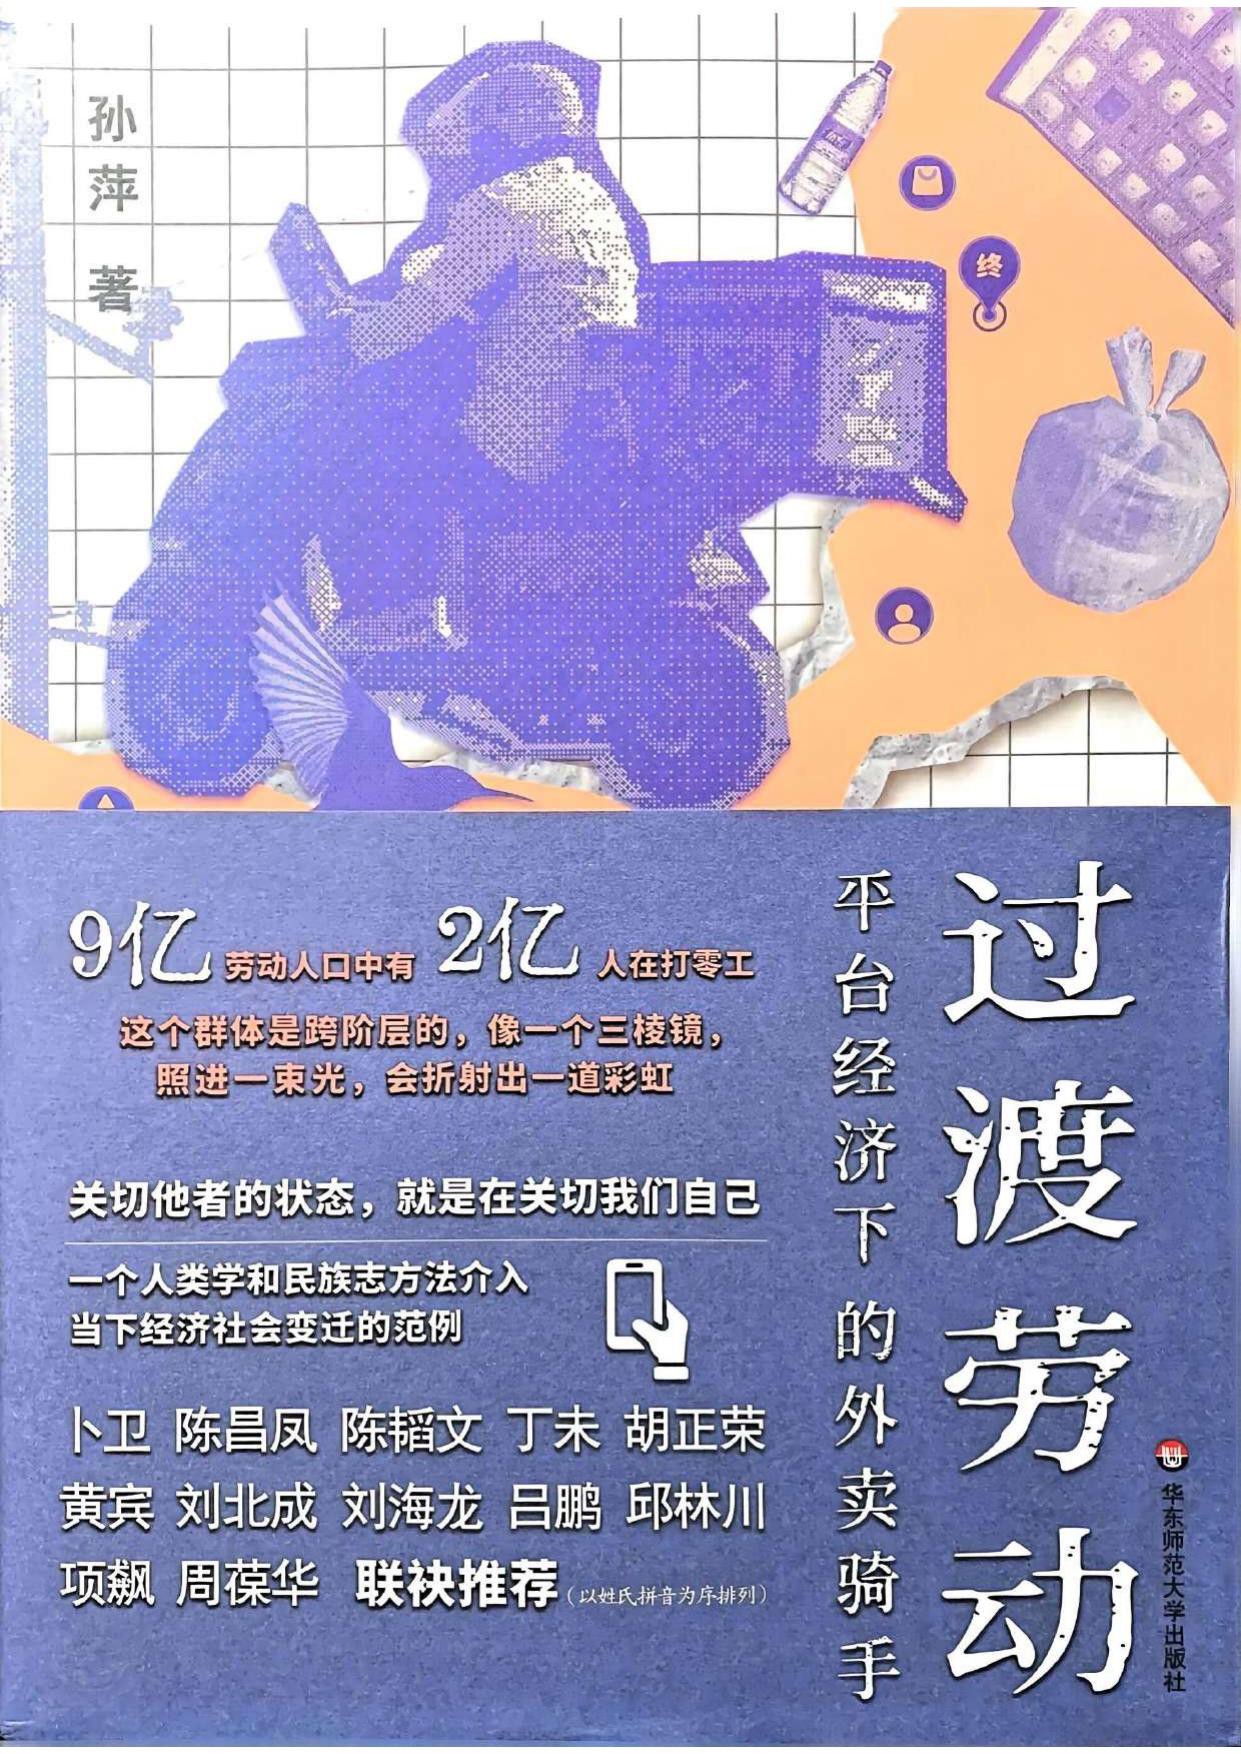 孙萍 著
终
过渡劳动
平台经济下的外卖骑手
华东师范大学出版社
9亿劳动人口中有2亿人在打零工
这个群体是跨阶层的，像一个三棱镜，
照进一束光，会折射出一道彩虹
关切他者的状态，就是在关切我们自己
一个人类学和民族志方法介入
当下经济社会变迁的范例
卜卫 陈昌凤 陈韬文 丁未 胡正荣
黄宾 刘北成 刘海龙 吕鹏 邱林川
项飙 周葆华 联袂推荐（以姓氏拼音为序排列）